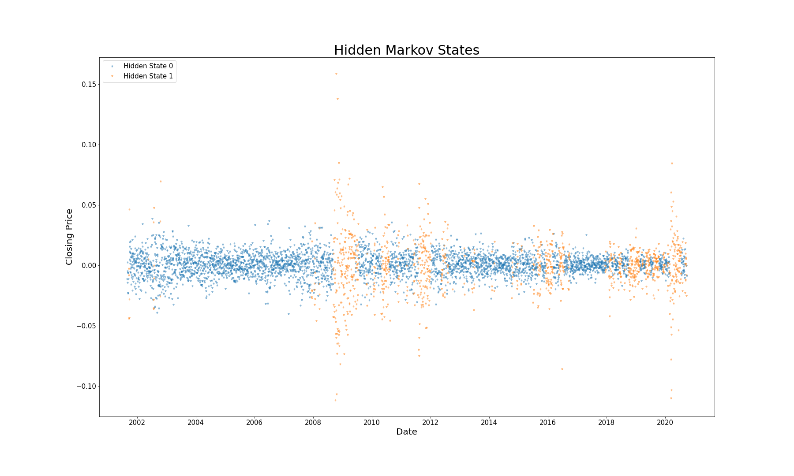 Hidden Markov States
Hidden State 0
Hidden State 1
0.15
0.10
0.05
0.00
−0.05
−0.10
Closing Price
2002 2004 2006 2008 2010 2012 2014 2016 2018 2020
Date